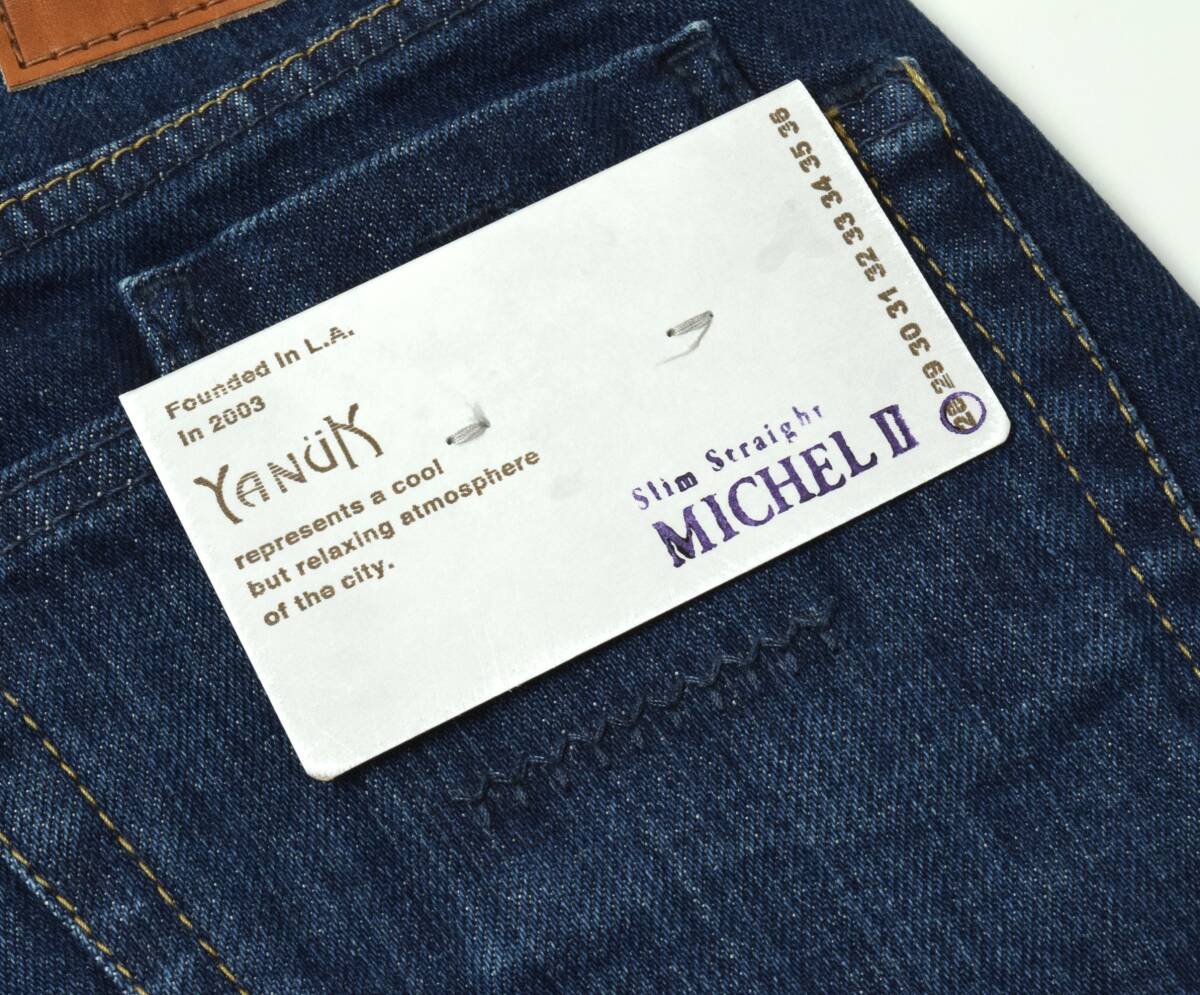 Founded In L.A.
In 2003
YANÜK
represents a cool
but relaxing atmosphere
of the city.
Slim Straight
MICHEL II
28 29 30 31 32 33 34 35 36